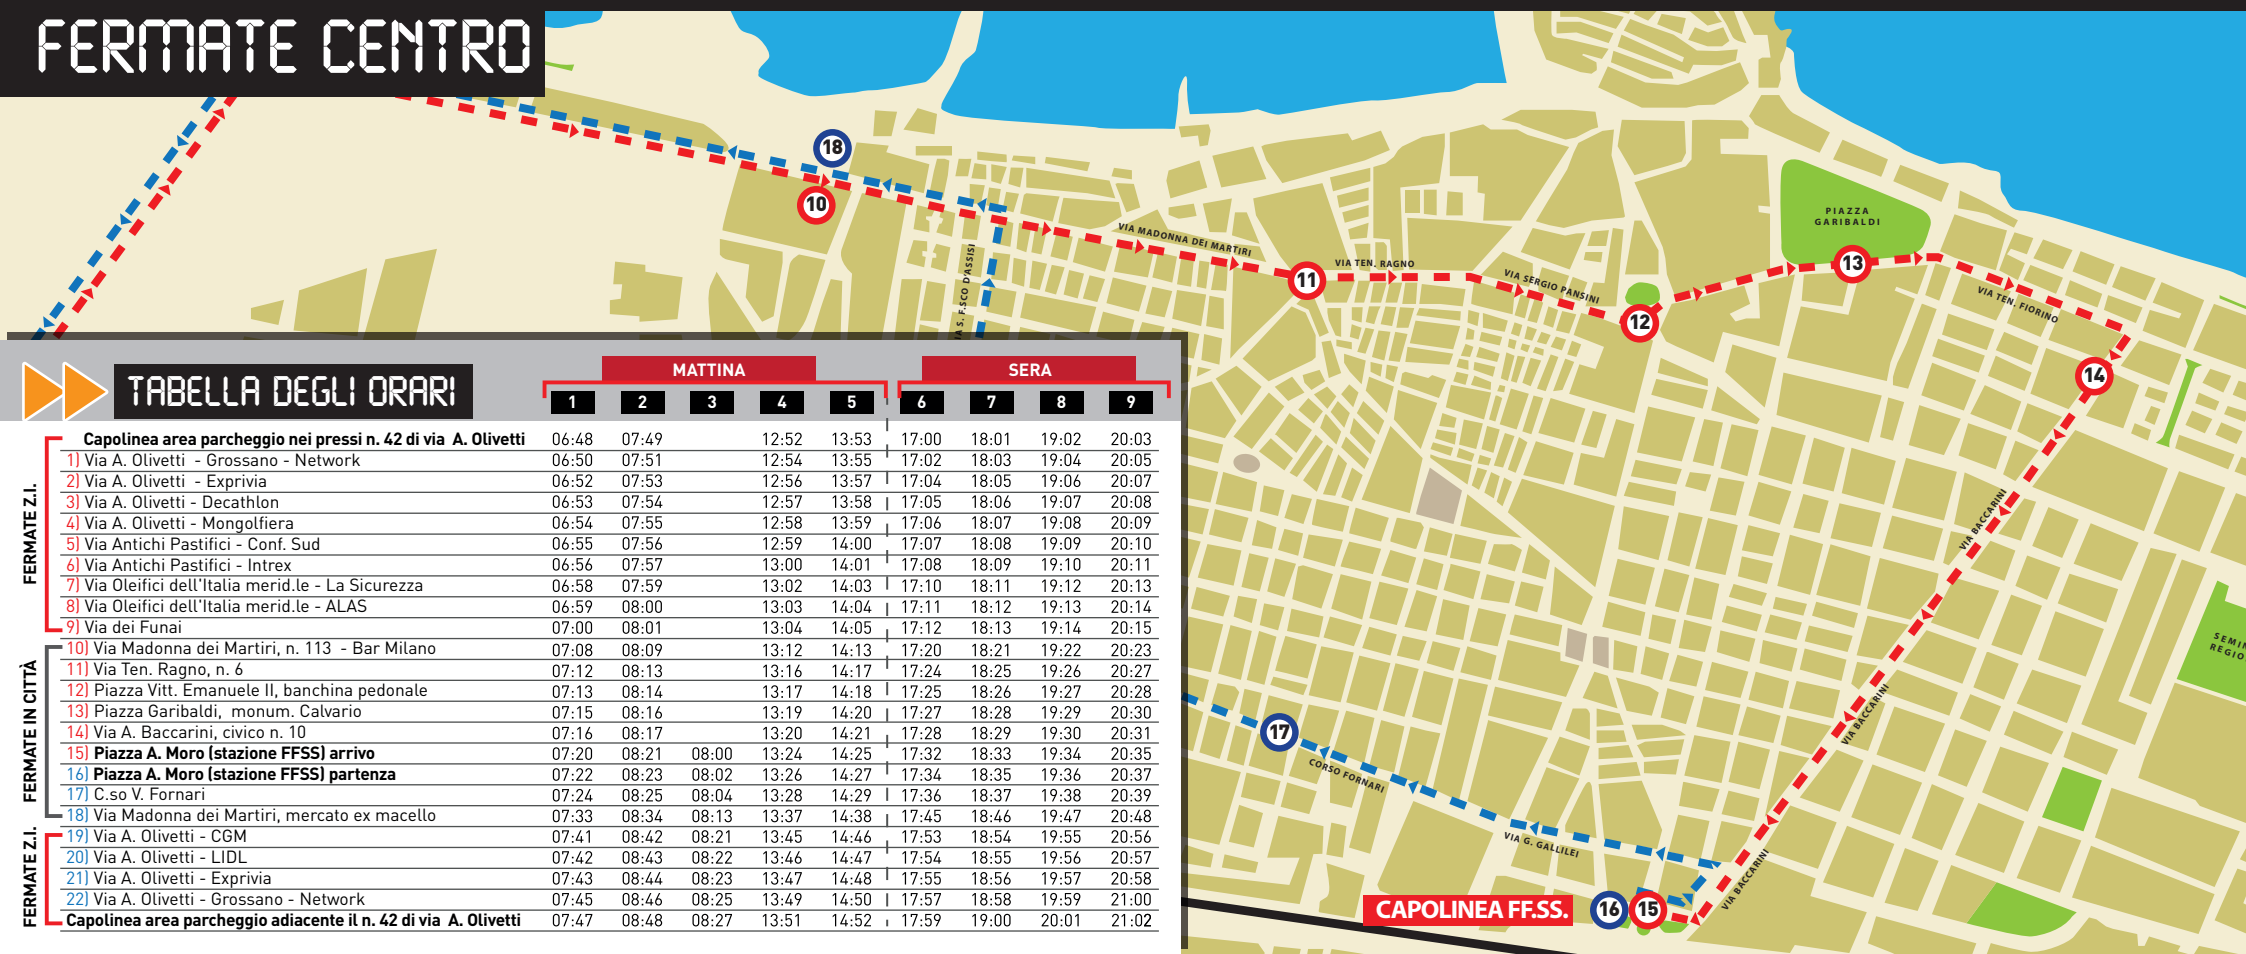 FERMATE CENTRO
18
10
11
12
13
14
17
16
15
PIAZZA
GARIBALDI
VIA MADONNA DEI MARTIRI
VIA TEN. RAGNO
VIA SERGIO PANSINI
VIA TEN. FIORINO
S. F.SCO D'ASSISI
VIA BACCARINI
VIA BACCARINI
VIA BACCARINI
CORSO FORNARI
VIA G. GALLILEI
CAPOLINEA FF.SS.
TABELLA DEGLI ORARI
MATTINA SERA
1 2 3 4 5 6 7 8 9
FERMATE Z.I.
Capolinea area parcheggio nei pressi n. 42 di via A. Olivetti 06:48 07:49 12:52 13:53 17:00 18:01 19:02 20:03
1) Via A. Olivetti - Grossano - Network 06:50 07:51 12:54 13:55 17:02 18:03 19:04 20:05
2) Via A. Olivetti - Exprivia 06:52 07:53 12:56 13:57 17:04 18:05 19:06 20:07
3) Via A. Olivetti - Decathlon 06:53 07:54 12:57 13:58 17:05 18:06 19:07 20:08
4) Via A. Olivetti - Mongolfiera 06:54 07:55 12:58 13:59 17:06 18:07 19:08 20:09
5) Via Antichi Pastifici - Conf. Sud 06:55 07:56 12:59 14:00 17:07 18:08 19:09 20:10
6) Via Antichi Pastifici - Intrex 06:56 07:57 13:00 14:01 17:08 18:09 19:10 20:11
7) Via Oleifici dell'Italia merid.le - La Sicurezza 06:58 07:59 13:02 14:03 17:10 18:11 19:12 20:13
8) Via Oleifici dell'Italia merid.le - ALAS 06:59 08:00 13:03 14:04 17:11 18:12 19:13 20:14
9) Via dei Funai 07:00 08:01 13:04 14:05 17:12 18:13 19:14 20:15
FERMATE IN CITTÀ
10) Via Madonna dei Martiri, n. 113 - Bar Milano 07:08 08:09 13:12 14:13 17:20 18:21 19:22 20:23
11) Via Ten. Ragno, n. 6 07:12 08:13 13:16 14:17 17:24 18:25 19:26 20:27
12) Piazza Vitt. Emanuele II, banchina pedonale 07:13 08:14 13:17 14:18 17:25 18:26 19:27 20:28
13) Piazza Garibaldi, monum. Calvario 07:15 08:16 13:19 14:20 17:27 18:28 19:29 20:30
14) Via A. Baccarini, civico n. 10 07:16 08:17 13:20 14:21 17:28 18:29 19:30 20:31
15) Piazza A. Moro (stazione FFSS) arrivo 07:20 08:21 08:00 13:24 14:25 17:32 18:33 19:34 20:35
16) Piazza A. Moro (stazione FFSS) partenza 07:22 08:23 08:02 13:26 14:27 17:34 18:35 19:36 20:37
17) C.so V. Fornari 07:24 08:25 08:04 13:28 14:29 17:36 18:37 19:38 20:39
18) Via Madonna dei Martiri, mercato ex macello 07:33 08:34 08:13 13:37 14:38 17:45 18:46 19:47 20:48
FERMATE Z.I.
19) Via A. Olivetti - CGM 07:41 08:42 08:21 13:45 14:46 17:53 18:54 19:55 20:56
20) Via A. Olivetti - LIDL 07:42 08:43 08:22 13:46 14:47 17:54 18:55 19:56 20:57
21) Via A. Olivetti - Exprivia 07:43 08:44 08:23 13:47 14:48 17:55 18:56 19:57 20:58
22) Via A. Olivetti - Grossano - Network 07:45 08:46 08:25 13:49 14:50 17:57 18:58 19:59 21:00
Capolinea area parcheggio adiacente il n. 42 di via A. Olivetti 07:47 08:48 08:27 13:51 14:52 17:59 19:00 20:01 21:02